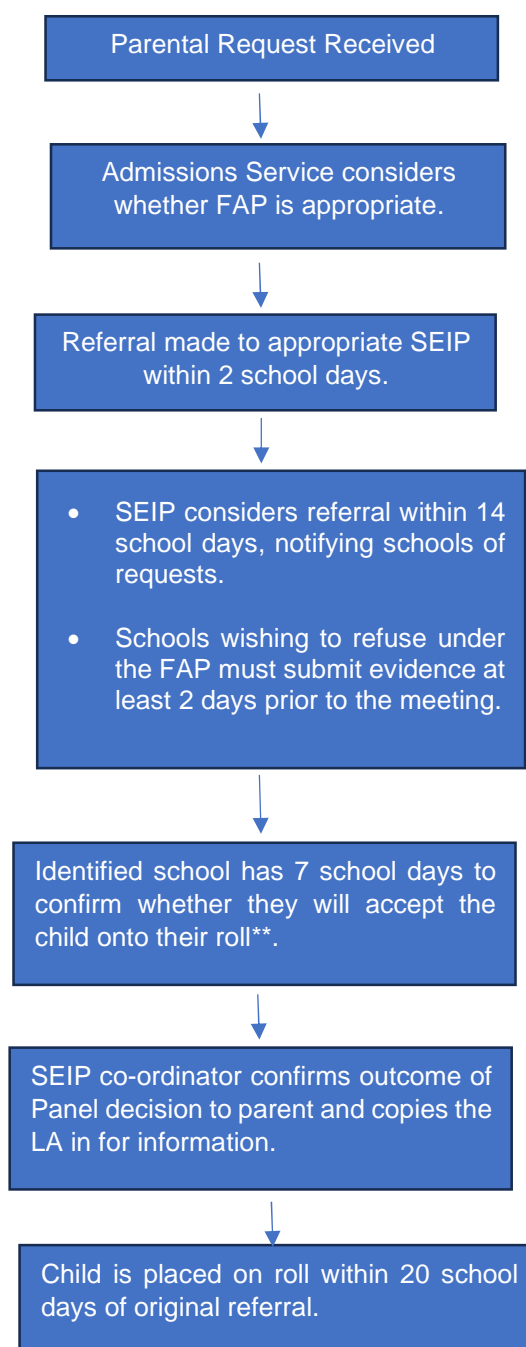 Parental Request Received
Admissions Service considers
whether FAP is appropriate.
Referral made to appropriate SEIP
within 2 school days.
• SEIP considers referral within 14
school days, notifying schools of
requests.
• Schools wishing to refuse under
the FAP must submit evidence at
least 2 days prior to the meeting.
Identified school has 7 school days to
confirm whether they will accept the
child onto their roll**.
SEIP co-ordinator confirms outcome of
Panel decision to parent and copies the
LA in for information.
Child is placed on roll within 20 school
days of original referral.